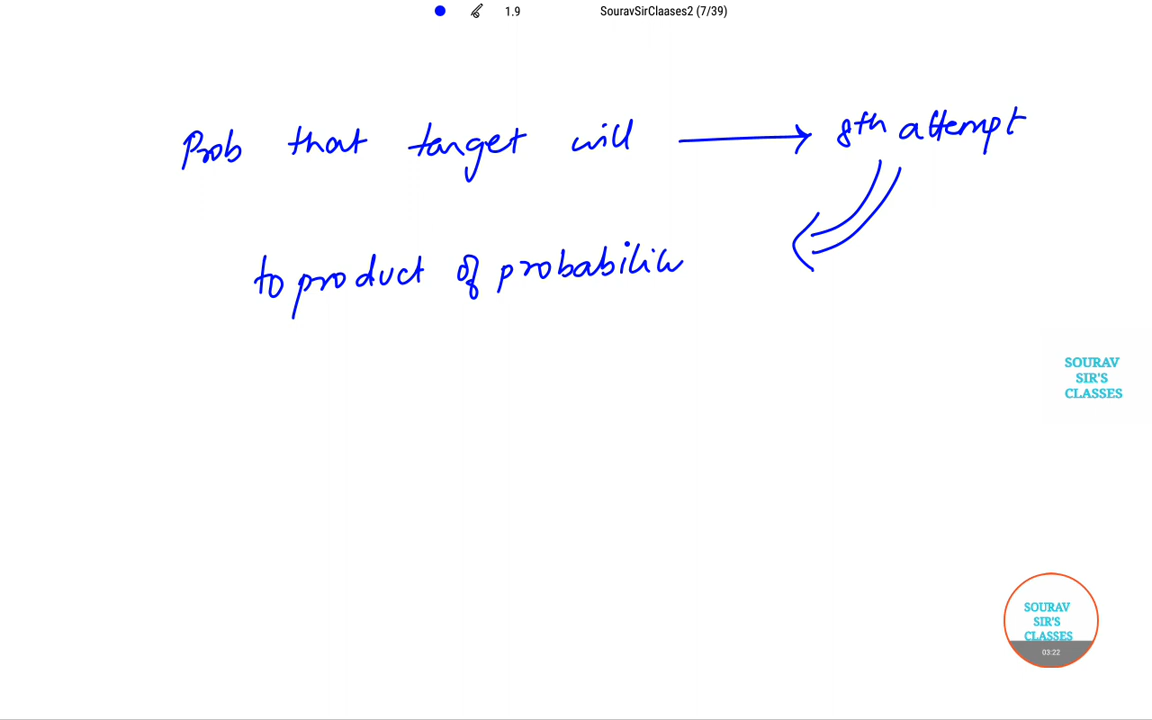 1.9 SouravSirClaases2 (7/39)
Prob that target will → 8th attempt
to product of probabili
SOURAV
SIR'S
CLASSES
SOURAV
SIR'S
CLASSES
03:22